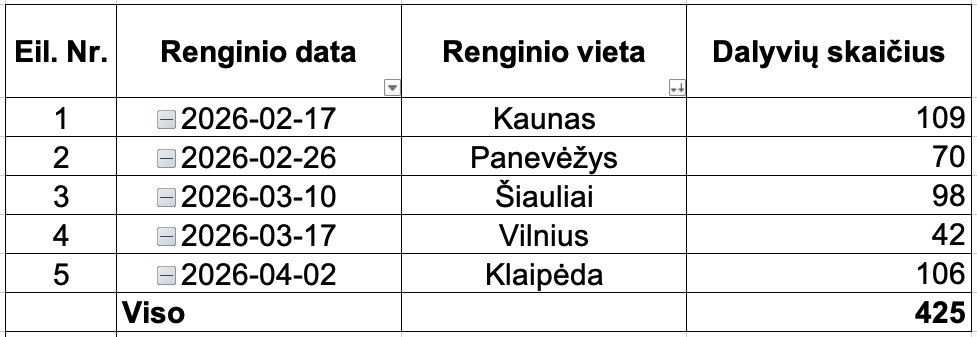 Eil. Nr. Renginio data Renginio vieta Dalyvių skaičius
1 2026-02-17 Kaunas 109
2 2026-02-26 Panevėžys 70
3 2026-03-10 Šiauliai 98
4 2026-03-17 Vilnius 42
5 2026-04-02 Klaipėda 106
Viso 425